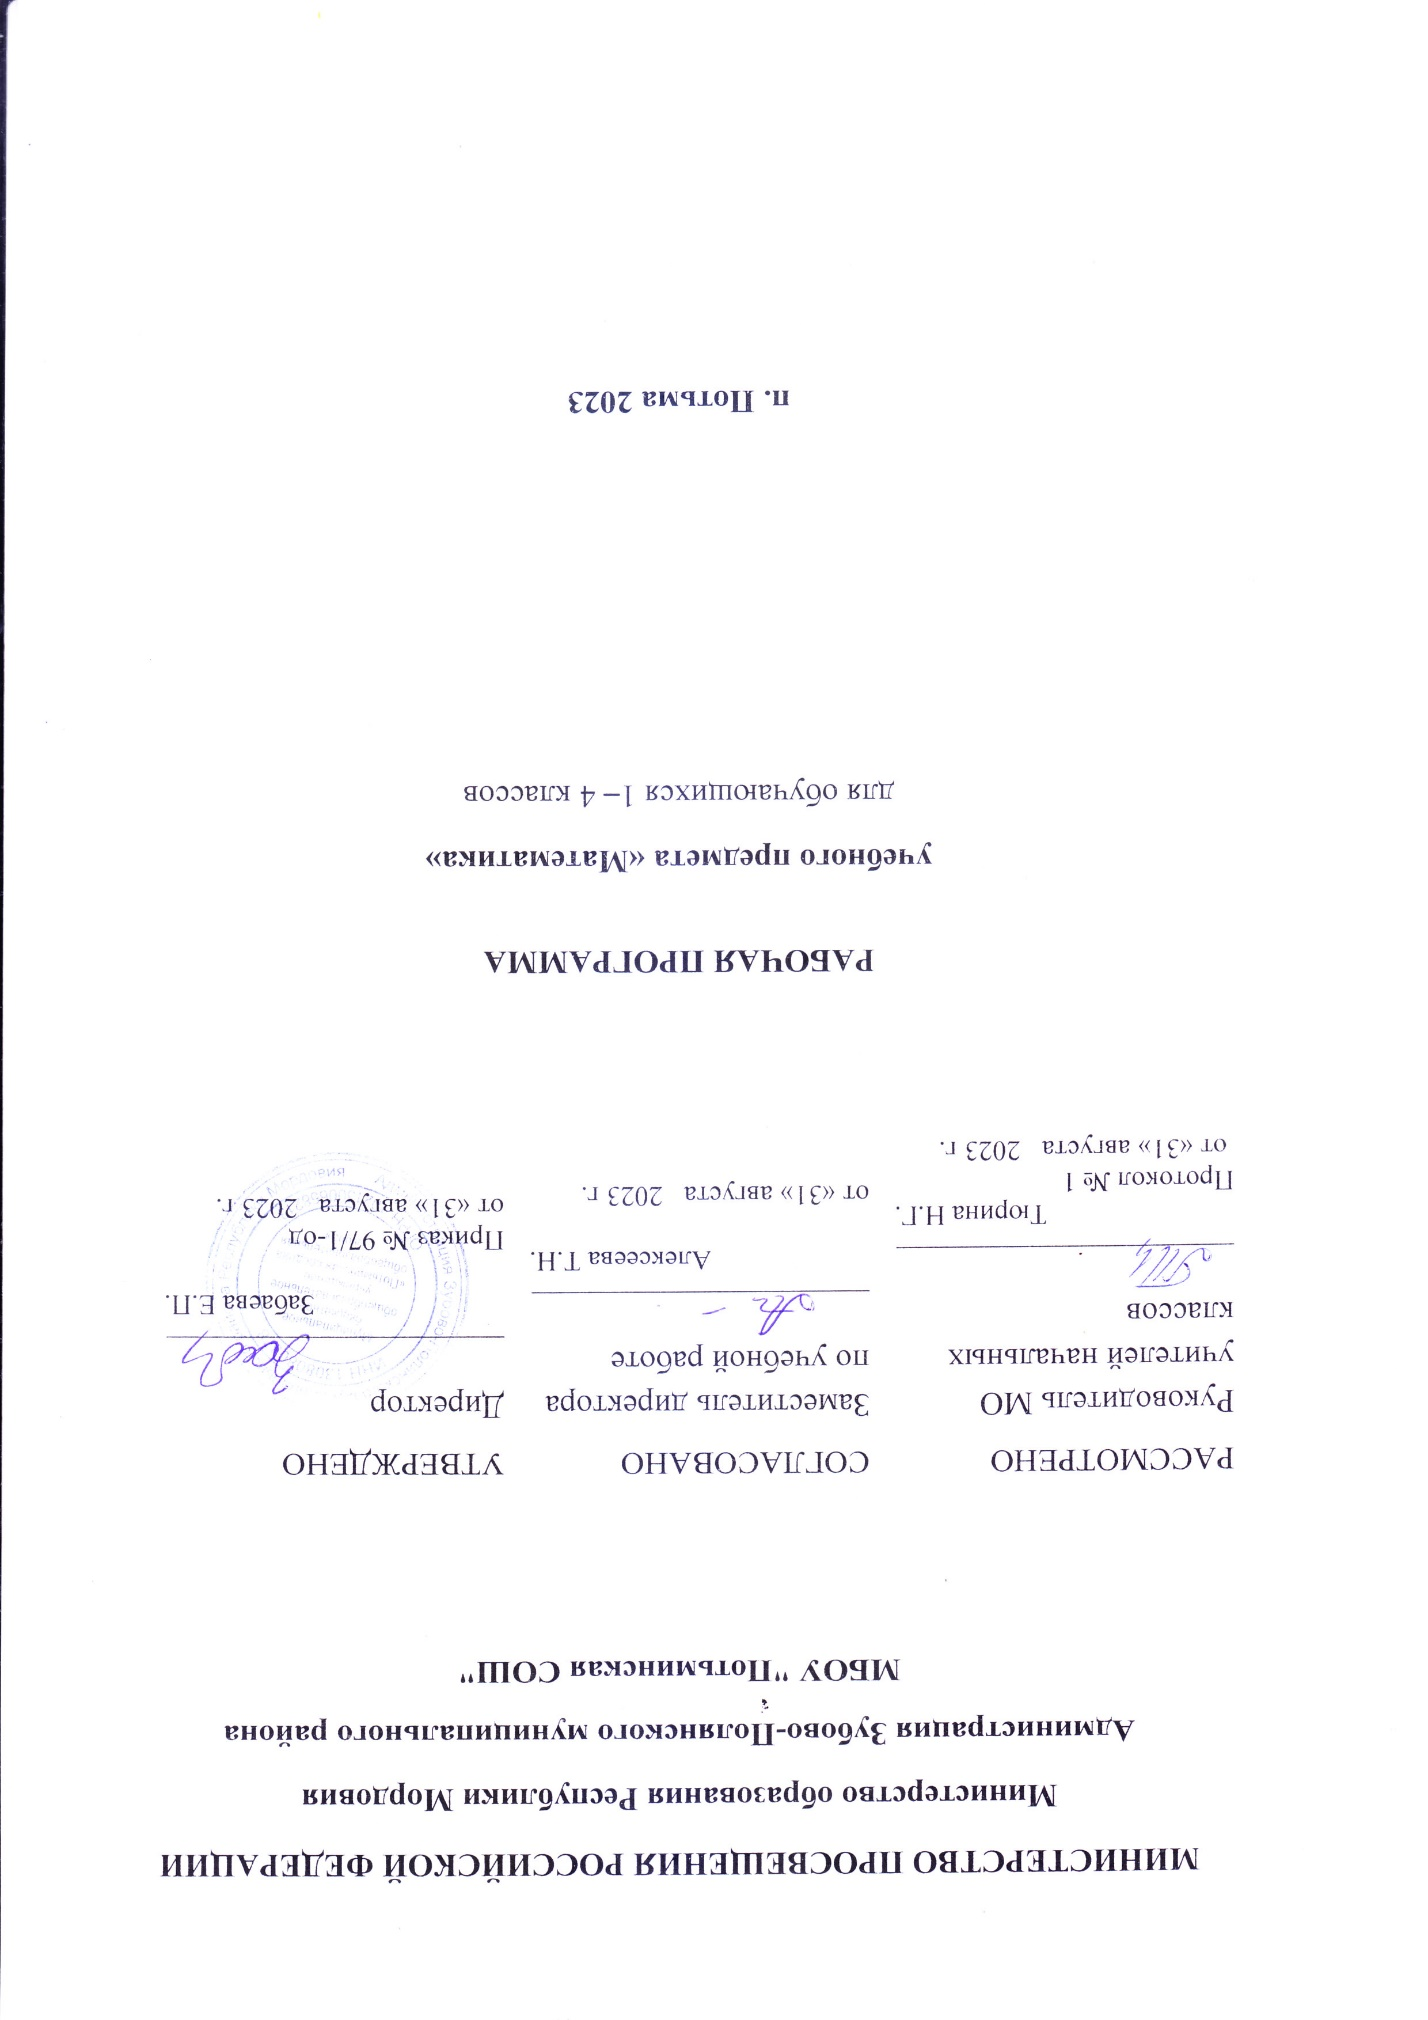 МИНИСТЕРСТВО ПРОСВЕЩЕНИЯ РОССИЙСКОЙ ФЕДЕРАЦИИ
Министерство образования Республики Мордовия
Администрация Зубово-Полянского муниципального района
МБОУ "Потьминская СОШ"
РАССМОТРЕНО
Руководитель МО
учителей начальных
классов
Тюрина Н.Г.
Протокол № 1
от «31» августа 2023 г.
СОГЛАСОВАНО
Заместитель директора
по учебной работе
Алексеева Т.Н.
от «31» августа 2023 г.
УТВЕРЖДЕНО
Директор
Забаева Е.П.
Приказ № 97/1-од
от «31» августа 2023 г.
РАБОЧАЯ ПРОГРАММА
учебного предмета «Математика»
для обучающихся 1– 4 классов
п. Потьма 2023